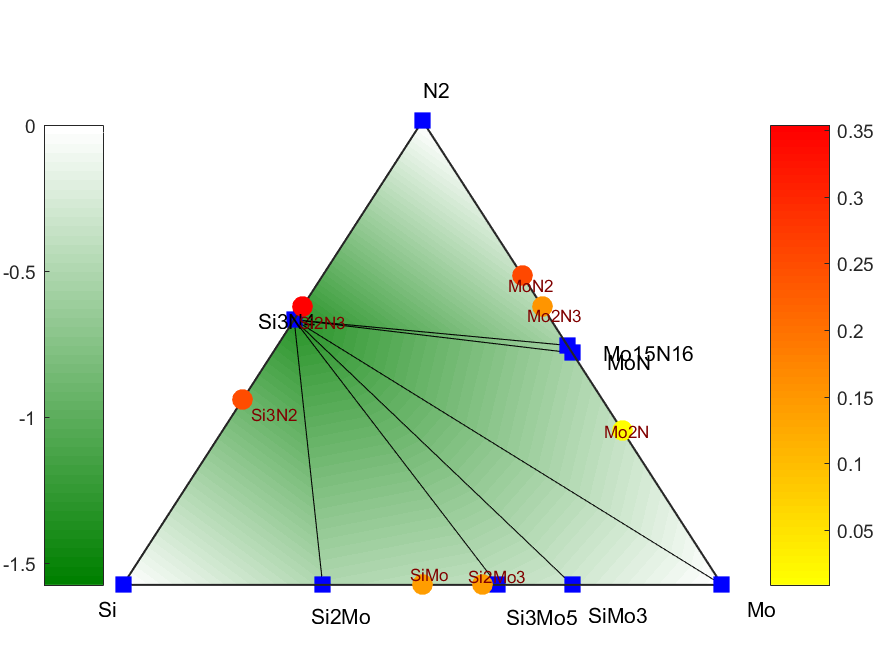 N2
0
-0.5
-1
-1.5
0.35
0.3
0.25
0.2
0.15
0.1
0.05
MoN2
Mo2N3
Si3N4
Si2N3
Mo15N16
MoN
Si3N2
Mo2N
SiMo
Si2Mo3
Si
Si2Mo
Si3Mo5
SiMo3
Mo